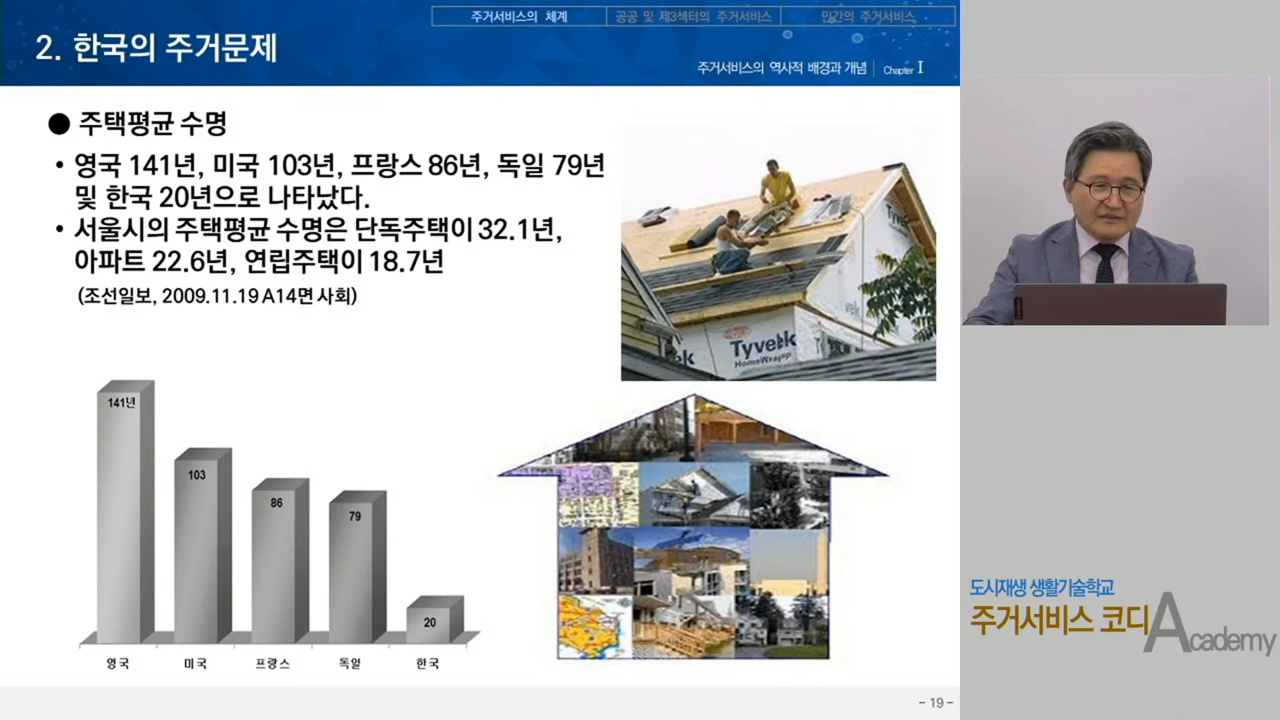 주거서비스의 체계
공공 및 제3섹터의 주거서비스
민간의 주거서비스
2. 한국의 주거문제
주거서비스의 역사적 배경과 개념
Chapter I
● 주택평균 수명
• 영국 141년, 미국 103년, 프랑스 86년, 독일 79년
및 한국 20년으로 나타났다.
• 서울시의 주택평균 수명은 단독주택이 32.1년,
아파트 22.6년, 연립주택이 18.7년
(조선일보, 2009.11.19 A14면 사회)
Tyvek
Tyvek
HomeWrap
141년
103
86
79
20
영국
미국
프랑스
독일
한국
도시재생 생활기술학교
주거서비스 코디
Academy
- 19 -